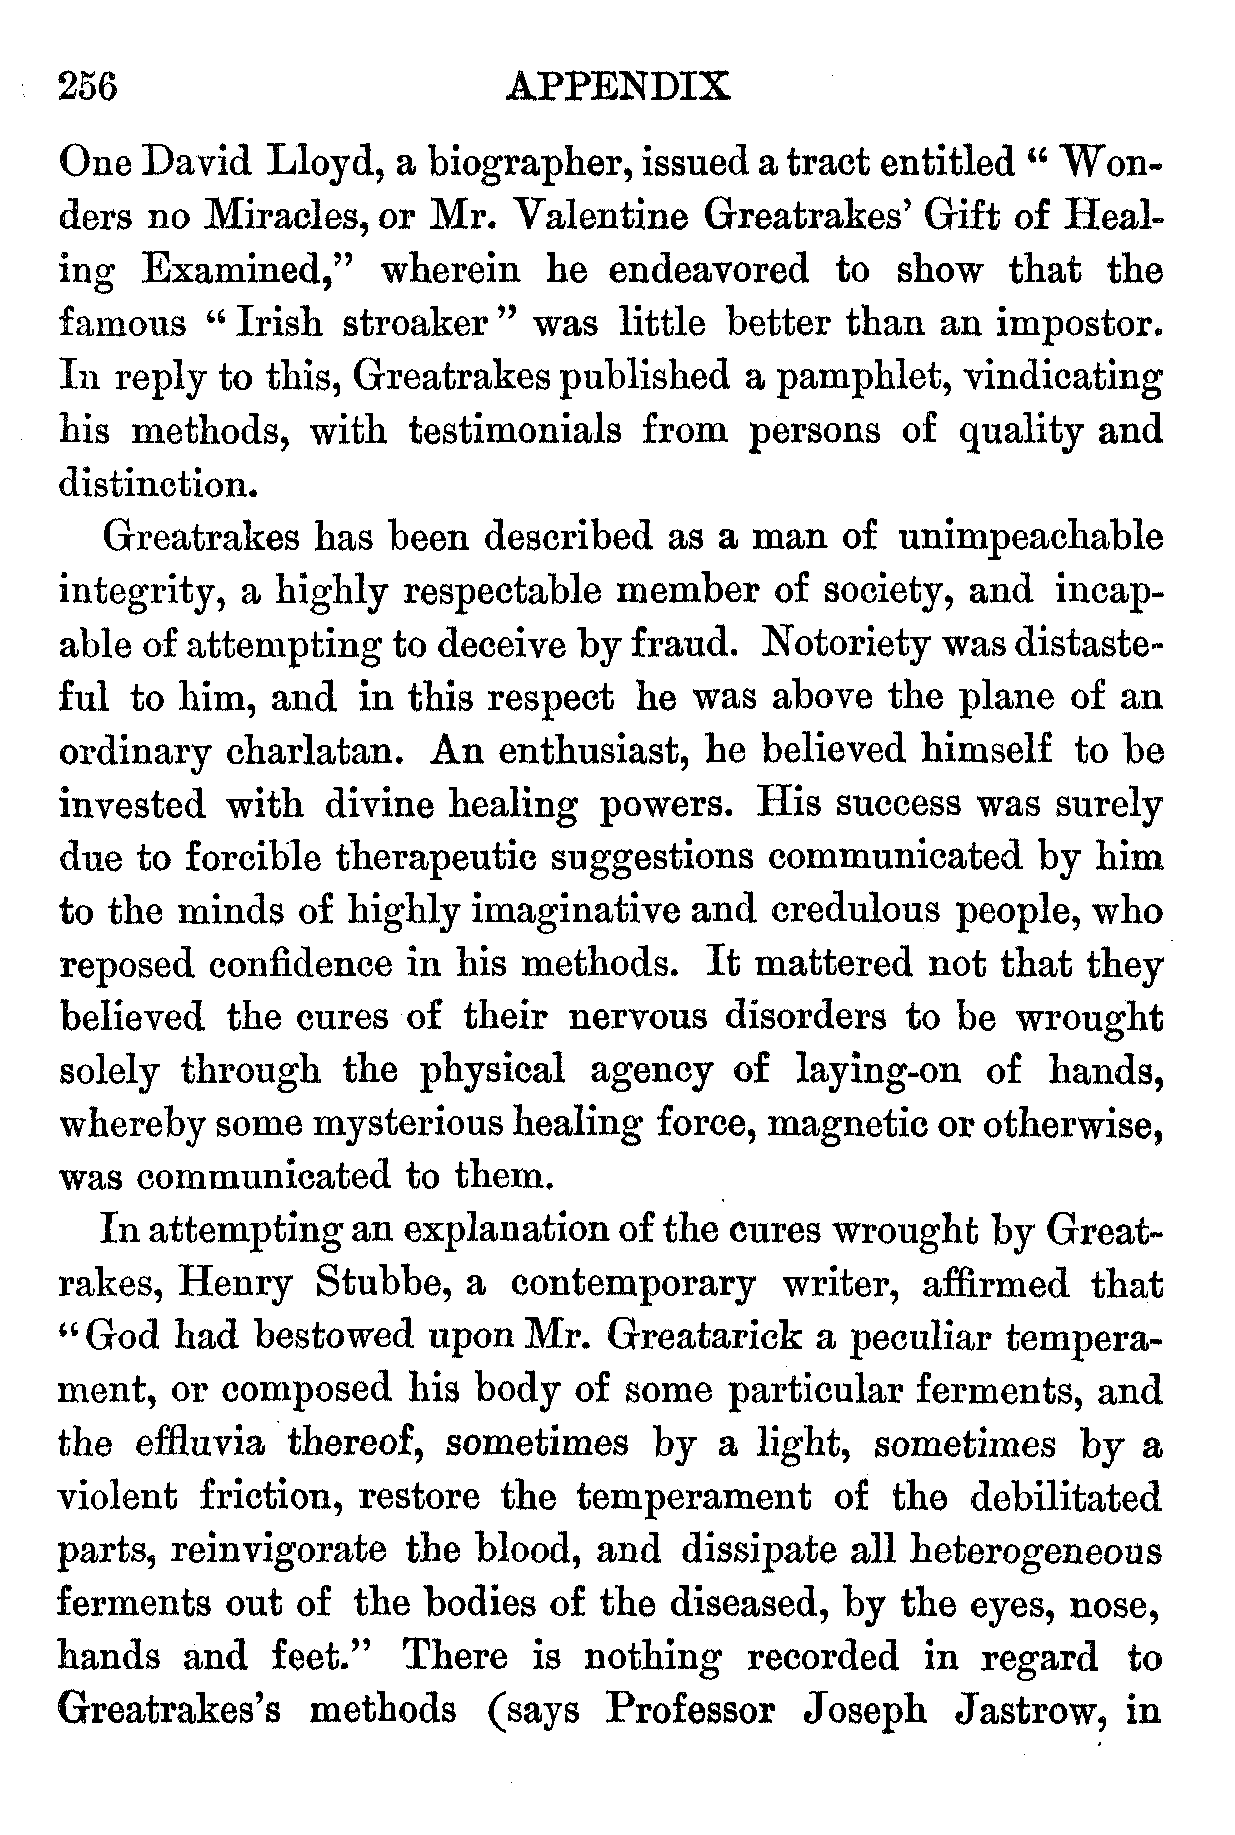 256 APPENDIX
One David Lloyd, a biographer, issued a tract entitled “ Won-
ders no Miracles, or Mr. Valentine Greatrakes’ Gift of Heal-
ing Examined,” wherein he endeavored to show that the
famous “ Irish stroaker ” was little better than an impostor.
In reply to this, Greatrakes published a pamphlet, vindicating
his methods, with testimonials from persons of quality and
distinction.
Greatrakes has been described as a man of unimpeachable
integrity, a highly respectable member of society, and incap-
able of attempting to deceive by fraud. Notoriety was distaste-
ful to him, and in this respect he was above the plane of an
ordinary charlatan. An enthusiast, he believed himself to be
invested with divine healing powers. His success was surely
due to forcible therapeutic suggestions communicated by him
to the minds of highly imaginative and credulous people, who
reposed confidence in his methods. It mattered not that they
believed the cures of their nervous disorders to be wrought
solely through the physical agency of laying-on of hands,
whereby some mysterious healing force, magnetic or otherwise,
was communicated to them.
In attempting an explanation of the cures wrought by Great-
rakes, Henry Stubbe, a contemporary writer, affirmed that
“God had bestowed upon Mr. Greatarick a peculiar tempera-
ment, or composed his body of some particular ferments, and
the effluvia thereof, sometimes by a light, sometimes by a
violent friction, restore the temperament of the debilitated
parts, reinvigorate the blood, and dissipate all heterogeneous
ferments out of the bodies of the diseased, by the eyes, nose,
hands and feet.” There is nothing recorded in regard to
Greatrakes’s methods (says Professor Joseph Jastrow, in